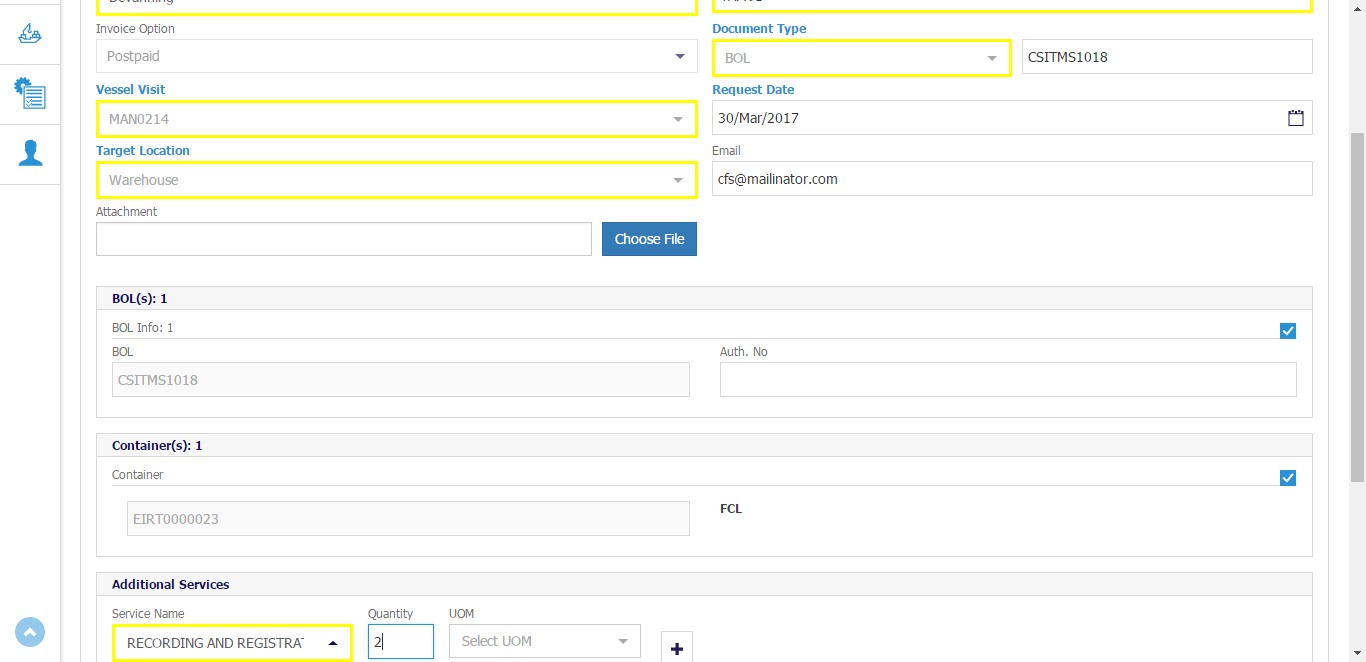 Invoice Option
Document Type
Postpaid
BOL
CSITMS1018
Vessel Visit
Request Date
MAN0214
30/Mar/2017
Target Location
Email
Warehouse
cfs@mailinator.com
Attachment
Choose File
BOL(s): 1
BOL Info: 1
BOL
Auth. No
CSITMS1018
Container(s): 1
Container
EIRT0000023
FCL
Additional Services
Service Name
Quantity
UOM
RECORDING AND REGISTRAT
2
Select UOM